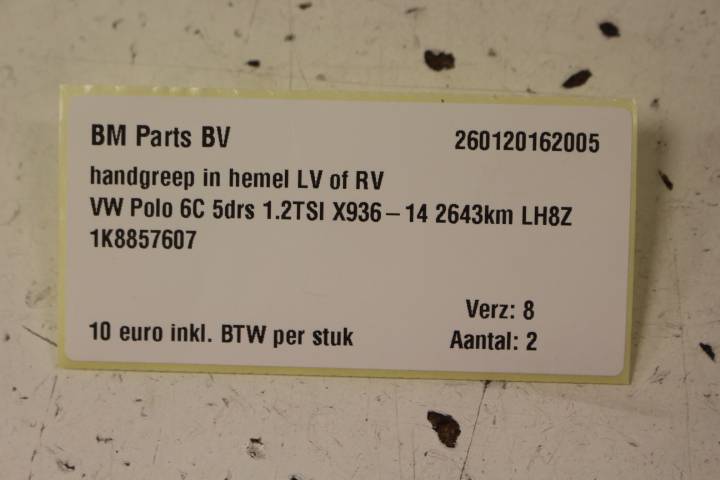 BM Parts BV 260120162005
handgreep in hemel LV of RV
VW Polo 6C 5drs 1.2TSI X936-14 2643km LH8Z
1K8857607
Verz: 8
10 euro inkl. BTW per stuk Aantal: 2